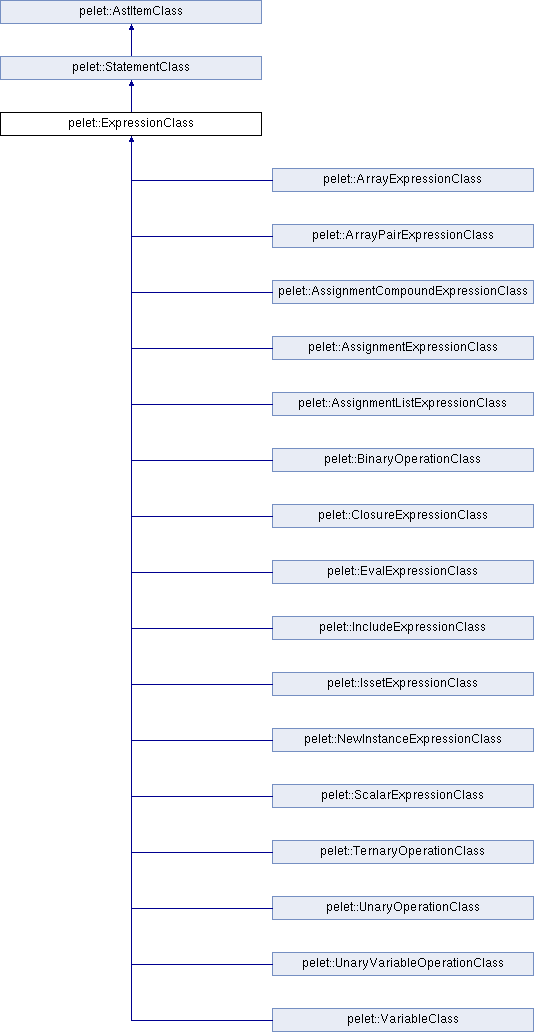 pelet::AstItemClass
pelet::StatementClass
pelet::ExpressionClass
pelet::ArrayExpressionClass
pelet::ArrayPairExpressionClass
pelet::AssignmentCompoundExpressionClass
pelet::AssignmentExpressionClass
pelet::AssignmentListExpressionClass
pelet::BinaryOperationClass
pelet::ClosureExpressionClass
pelet::EvalExpressionClass
pelet::IncludeExpressionClass
pelet::IssetExpressionClass
pelet::NewInstanceExpressionClass
pelet::ScalarExpressionClass
pelet::TernaryOperationClass
pelet::UnaryOperationClass
pelet::UnaryVariableOperationClass
pelet::VariableClass